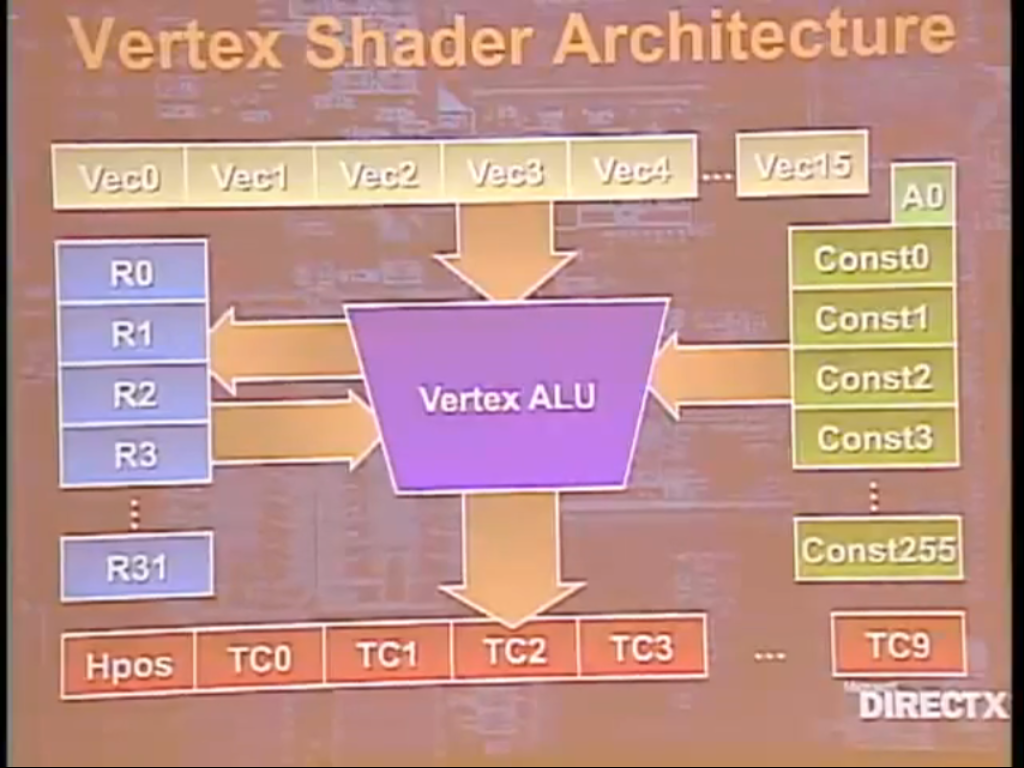 Vertex Shader Architecture
Vec0 Vec1 Vec2 Vec3 Vec4 ... Vec15
A0
R0
R1
R2
R3
R31
Vertex ALU
Const0
Const1
Const2
Const3
Const255
Hpos TC0 TC1 TC2 TC3 ... TC9
Microsoft
DIRECTX